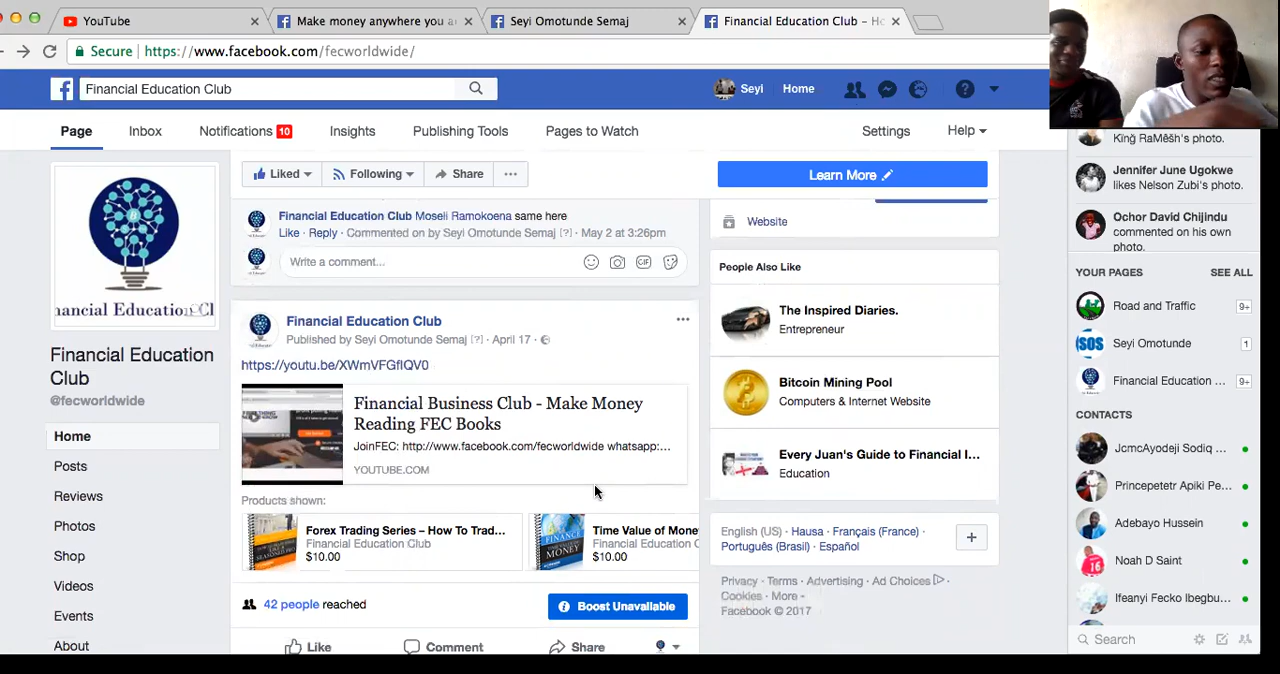 YouTube
Make money anywhere you a
Seyi Omotunde Semaj
Financial Education Club - Ho
Secure
https://www.facebook.com/fecworldwide/
Financial Education Club
Seyi
Home
Page
Inbox
Notifications 10
Insights
Publishing Tools
Pages to Watch
Settings
Help
Liked
Following
Share
Learn More
Financial Education Club Moseli Ramokoena same here
Like · Reply · Commented on by Seyi Omotunde Semaj [?] · May 2 at 3:26pm
Write a comment...
GIF
Financial Education Club
Published by Seyi Omotunde Semaj [?] · April 17 ·
Financial Business Club - Make Money
Reading FEC Books
JoinFEC: http://www.facebook.com/fecworldwide whatsapp:...
YOUTUBE.COM
Products shown:
Forex Trading Series – How To Trad...
Financial Education Club
$10.00
FINANCE
Time Value of Mone
Financial Education C
$10.00
42 people reached
Boost Unavailable
Like
Comment
Share
Financial Education
Club
@fecworldwide
Home
Posts
Reviews
Photos
Shop
Videos
Events
About
Website
People Also Like
The Inspired Diaries.
Entrepreneur
Bitcoin Mining Pool
Computers & Internet Website
Every Juan's Guide to Financial I...
Education
English (US) · Hausa · Français (France) ·
Português (Brasil) · Español
Privacy · Terms · Advertising · Ad Choices ·
Cookies · More
Facebook © 2017
King RaMêsh's photo.
Jennifer June Ugokwe
likes Nelson Zubi's photo.
Ochor David Chijindu
commented on his own
photo.
YOUR PAGES
SEE ALL
Road and Traffic
9+
SOS
Seyi Omotunde
1
Financial Education ...
9+
CONTACTS
JcmcAyodeji Sodiq ...
Princepetetr Apiki Pe...
Adebayo Hussein
Noah D Saint
Ifeanyi Fecko Ibegbu...
Search